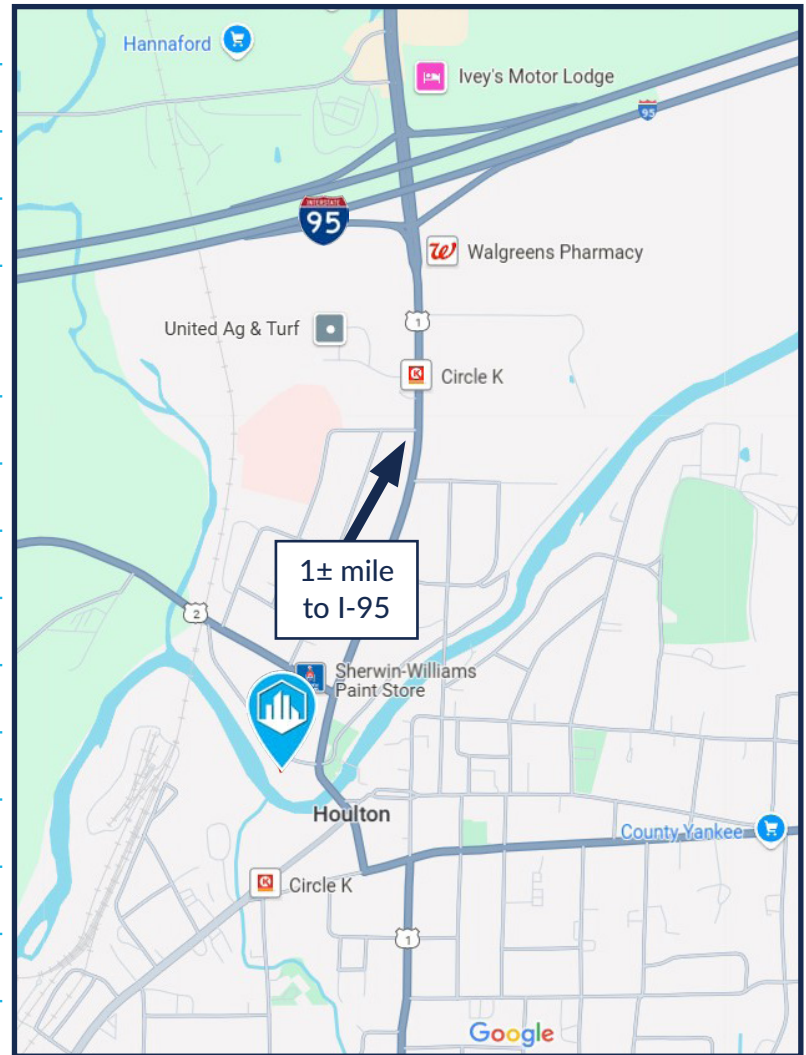 Hannaford
Ivey's Motor Lodge
95
INTERSTATE
95
Walgreens Pharmacy
United Ag & Turf
1
Circle K
1± mile
to I-95
2
Sherwin-Williams
Paint Store
Houlton
County Yankee
Circle K
1
Google